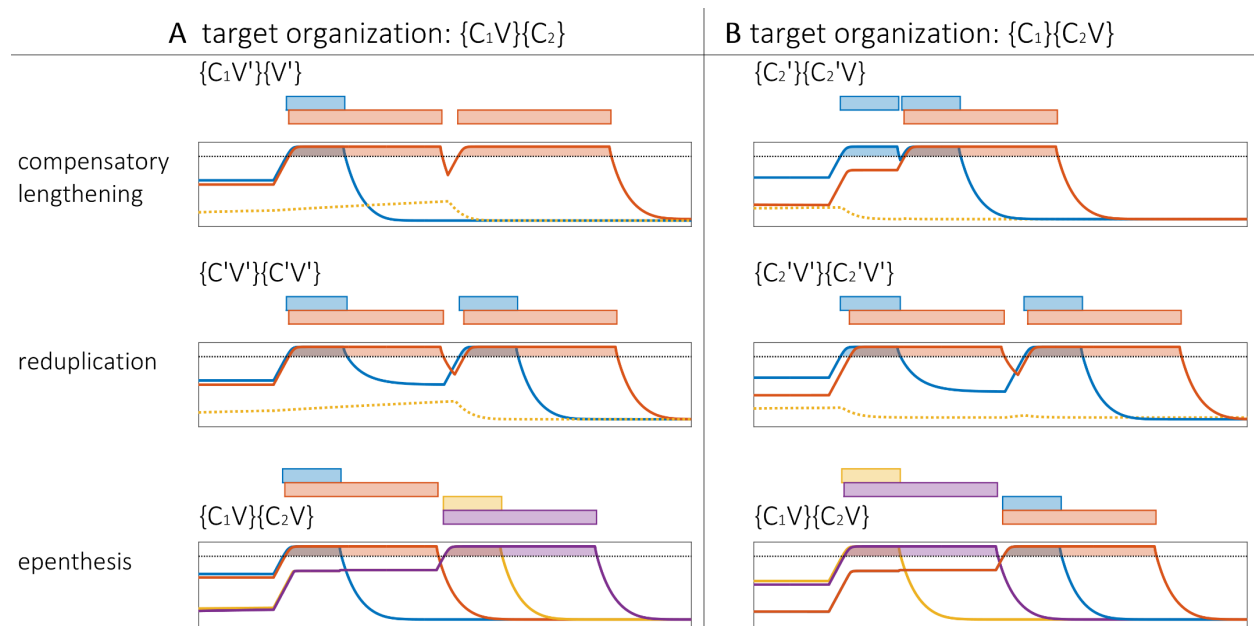 A target organization: {C₁V}{C₂}
B target organization: {C₁}{C₂V}
compensatory
lengthening
{C₁V'}{V'}
{C₂'}{C₂'V}
reduplication
{C'V'}{C'V'}
{C₂'V'}{C₂'V'}
epenthesis
{C₁V}{C₂V}
{C₁V}{C₂V}